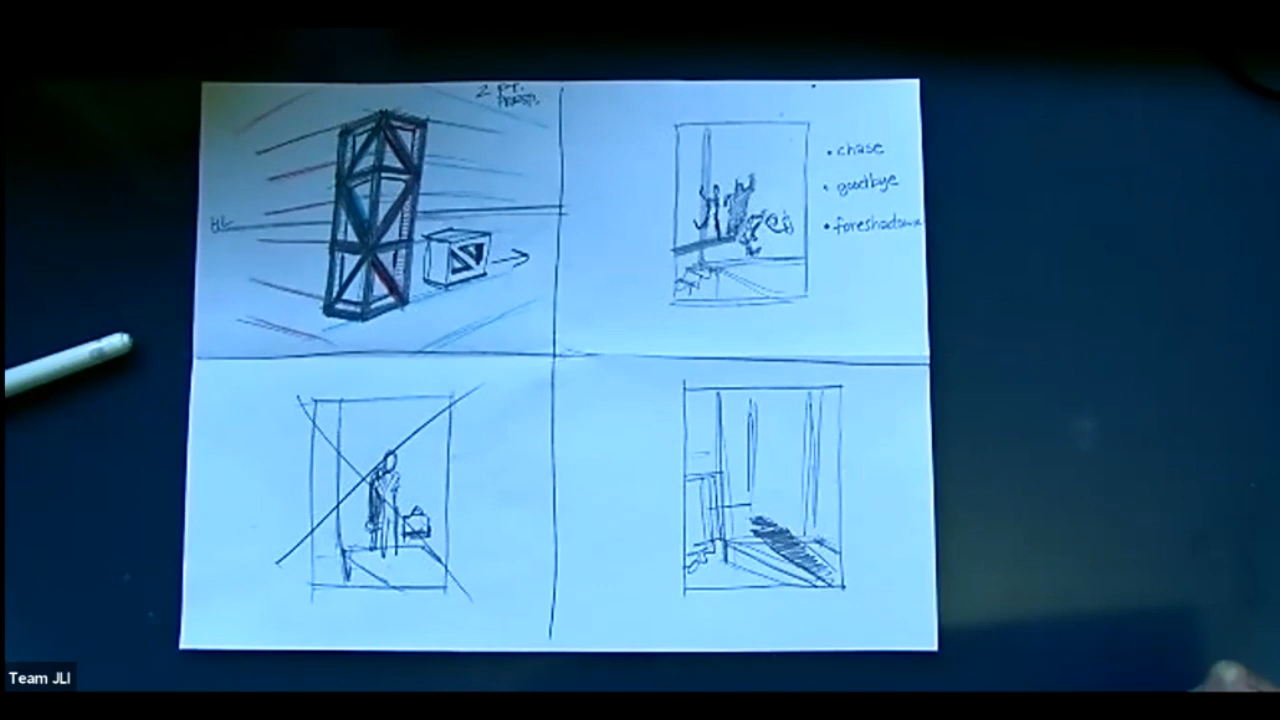 2 pt.
Persp.
HL
• chase
• goodbye
Team JLI